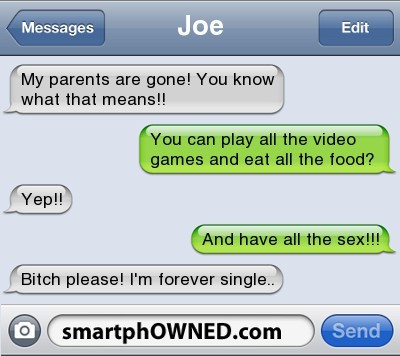 Messages
Joe
Edit
My parents are gone! You know
what that means!!
You can play all the video
games and eat all the food?
Yep!!
And have all the sex!!!
Bitch please! I'm forever single..
smartphOWNED.com
Send